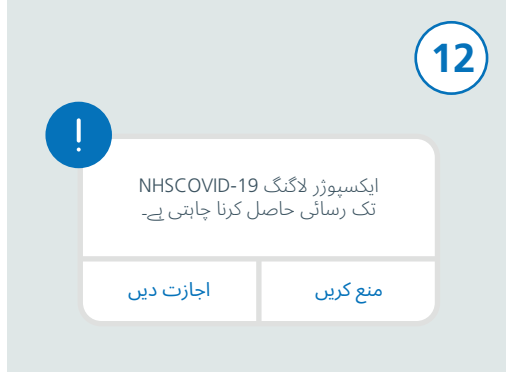 12
!
ایکسپوژر لاگنگ NHSCOVID-19
تک رسائی حاصل کرنا چاہتی ہے۔
منع کریں
اجازت دیں